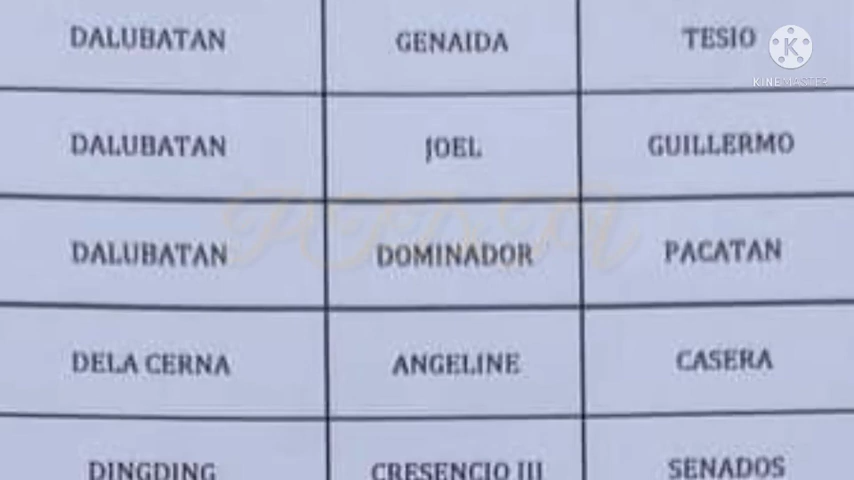 DALUBATAN GENAIDA TESIO
KINEMASTER
DALUBATAN JOEL GUILLERMO
DALUBATAN DOMINADOR PACATAN
DELA CERNA ANGELINE CASERA
DINGDING CRESENCIO III SENADOS